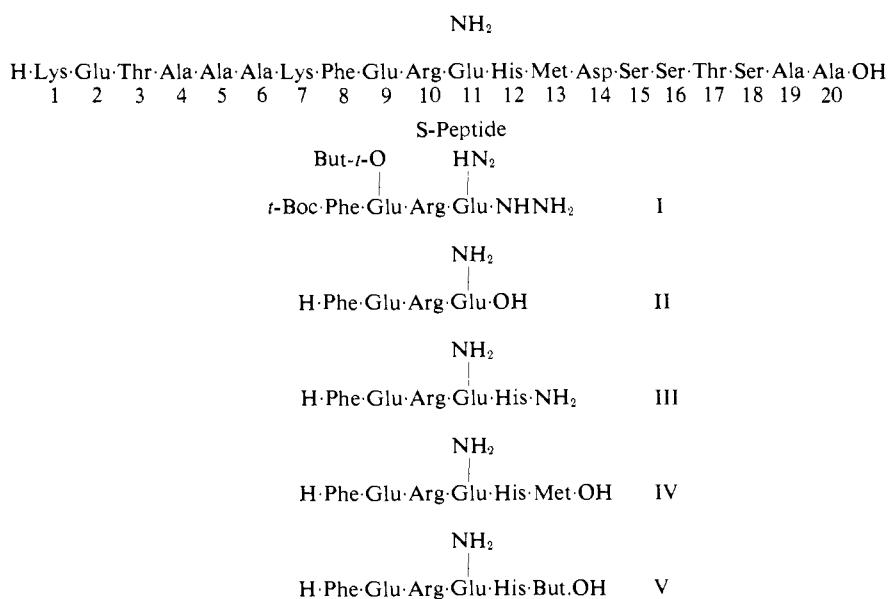 NH₂
H·Lys·Glu·Thr·Ala·Ala·Ala·Lys·Phe·Glu·Arg·Glu·His·Met·Asp·Ser·Ser·Thr·Ser·Ala·Ala·OH
1 2 3 4 5 6 7 8 9 10 11 12 13 14 15 16 17 18 19 20
S-Peptide
But-t-O HN₂
t-Boc·Phe·Glu·Arg·Glu·NHNH₂ I
NH₂
H·Phe·Glu·Arg·Glu·OH II
NH₂
H·Phe·Glu·Arg·Glu·His·NH₂ III
NH₂
H·Phe·Glu·Arg·Glu·His·Met·OH IV
NH₂
H·Phe·Glu·Arg·Glu·His·But.OH V